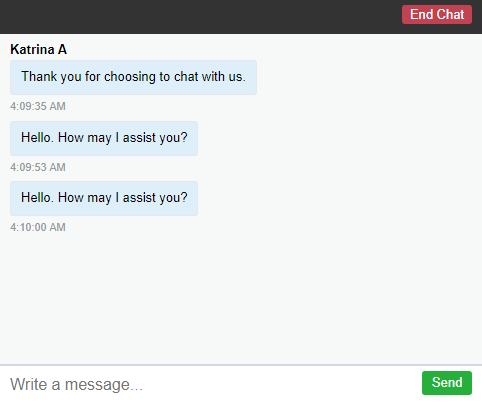 End Chat
Katrina A
Thank you for choosing to chat with us.
4:09:35 AM
Hello. How may I assist you?
4:09:53 AM
Hello. How may I assist you?
4:10:00 AM
Write a message...
Send